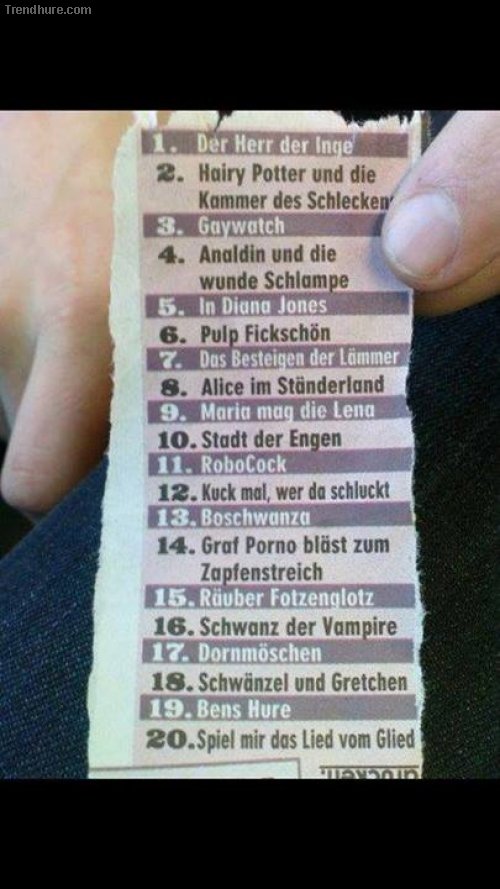 Trendhure.com
1. Der Herr der Inge
2. Hairy Potter und die
Kammer des Schlecken
3. Gaywatch
4. Analdin und die
wunde Schlampe
5. In Diana Jones
6. Pulp Fickschön
7. Das Besteigen der Lämmer
8. Alice im Ständerland
9. Maria mag die Lena
10. Stadt der Engen
11. RoboCock
12. Kuck mal, wer da schluckt
13. Boschwanza
14. Graf Porno bläst zum
Zapfenstreich
15. Räuber Fotzenglotz
16. Schwanz der Vampire
17. Dornmöschen
18. Schwänzel und Gretchen
19. Bens Hure
20. Spiel mir das Lied vom Glied